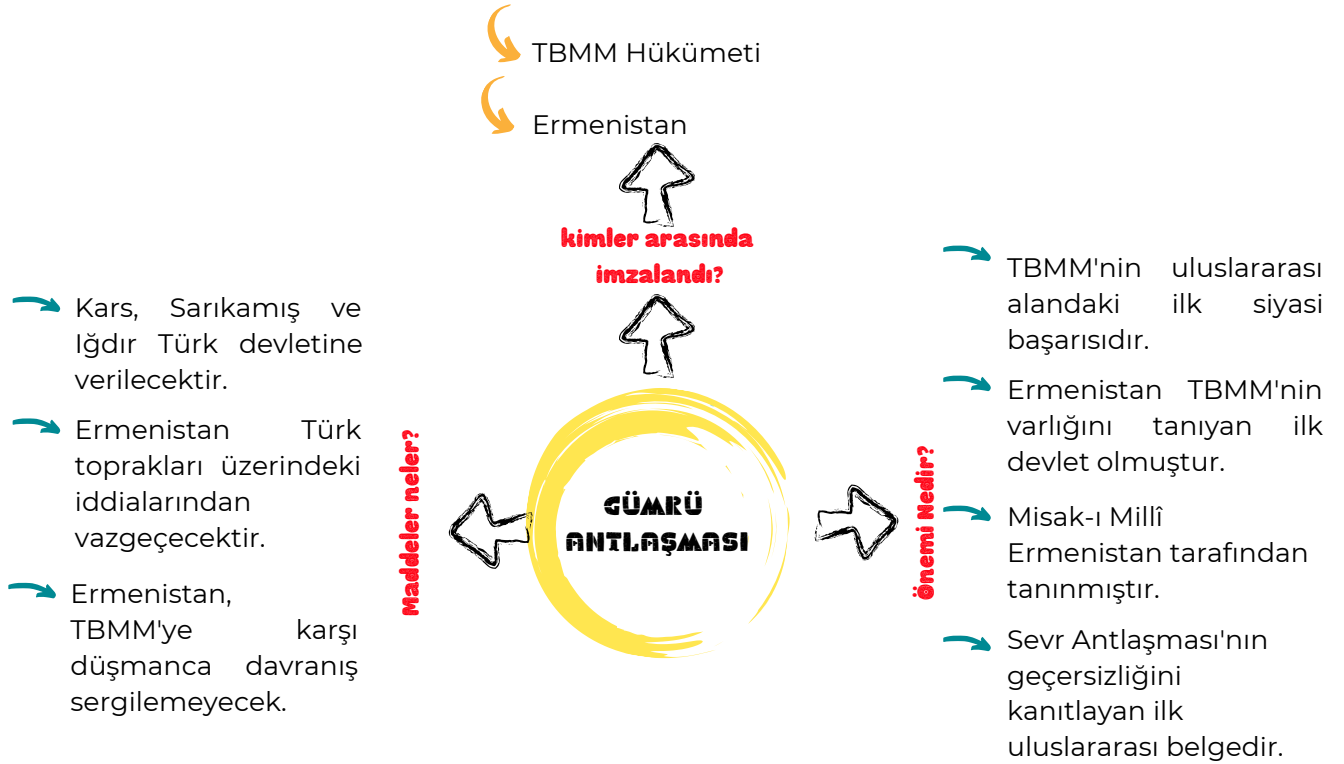 TBMM Hükümeti
Ermenistan
kimler arasında
imzalandı?
GÜMRÜ
ANTLAŞMASI
Maddeler neler?
Kars, Sarıkamış ve
Iğdır Türk devletine
verilecektir.
Ermenistan Türk
toprakları üzerindeki
iddialarından
vazgeçecektir.
Ermenistan,
TBMM'ye karşı
düşmanca davranış
sergilemeyecek.
Önemi Nedir?
TBMM'nin uluslararası
alandaki ilk siyasi
başarısıdır.
Ermenistan TBMM'nin
varlığını tanıyan ilk
devlet olmuştur.
Misak-ı Millî
Ermenistan tarafından
tanınmıştır.
Sevr Antlaşması'nın
geçersizliğini
kanıtlayan ilk
uluslararası belgedir.